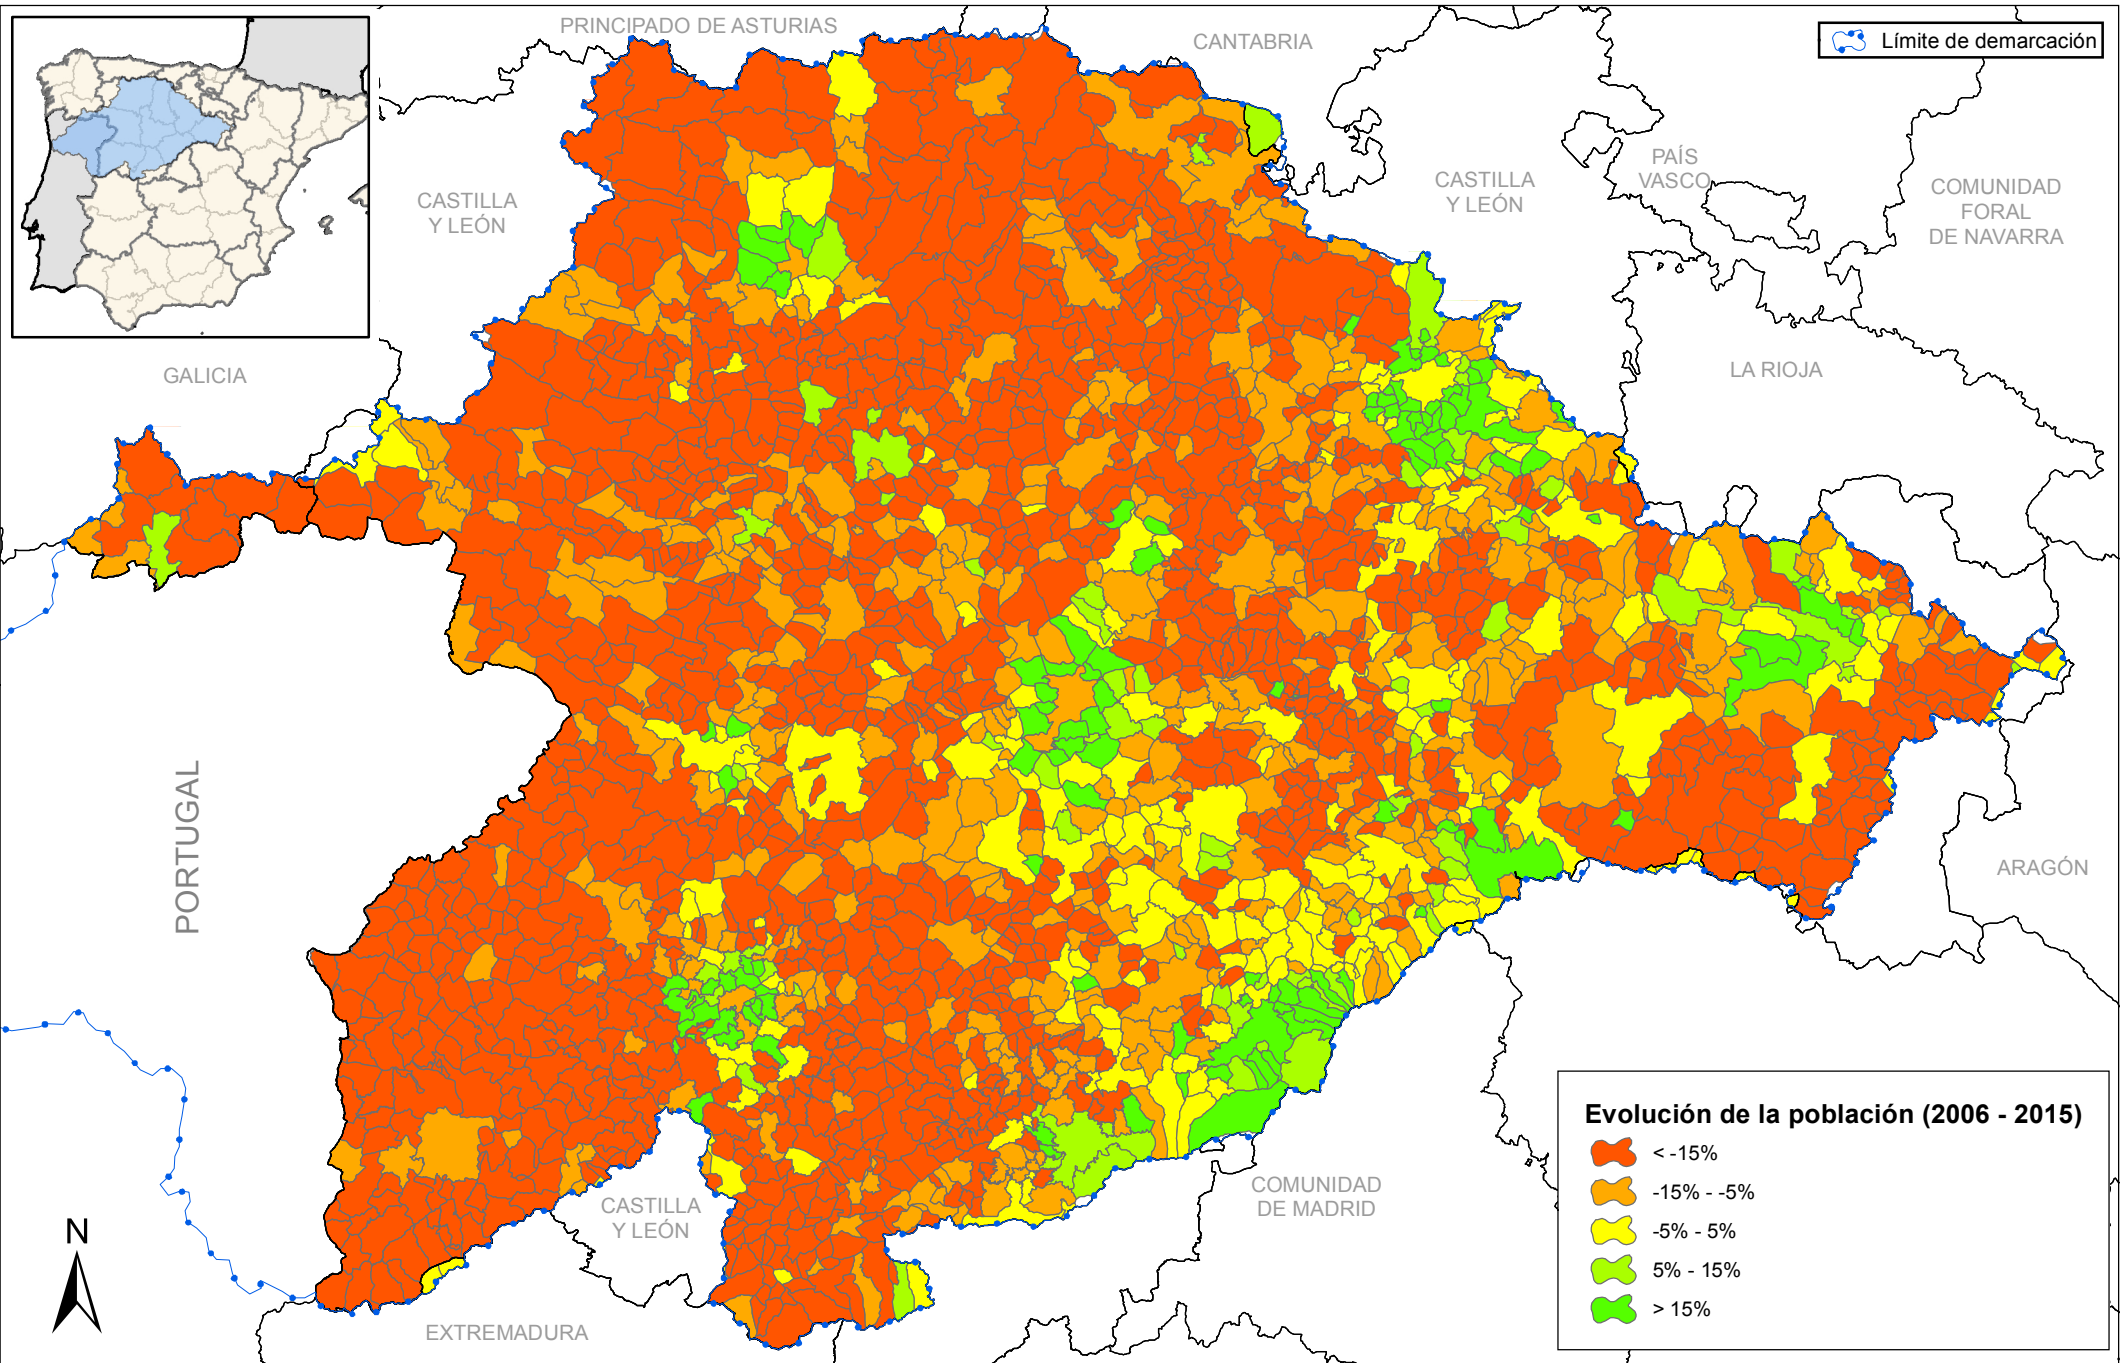 PRINCIPADO DE ASTURIAS
CANTABRIA
Límite de demarcación
CASTILLA
Y LEÓN
CASTILLA
Y LEÓN
PAÍS
VASCO
COMUNIDAD
FORAL
DE NAVARRA
GALICIA
LA RIOJA
PORTUGAL
ARAGÓN
COMUNIDAD
DE MADRID
CASTILLA
Y LEÓN
EXTREMADURA
N
Evolución de la población (2006 - 2015)
< -15%
-15% - -5%
-5% - 5%
5% - 15%
> 15%